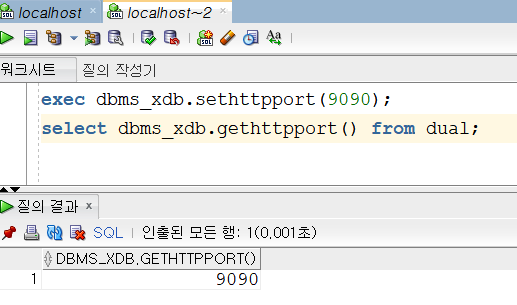 localhost × localhost~2 ×
SQL Aa
워크시트 질의 작성기
exec dbms_xdb.sethttpport(9090);
select dbms_xdb.gethttpport() from dual;
질의 결과 ×
SQL | 인출된 모든 행: 1(0,001초)
DBMS_XDB,GETHTTPPORT()
1 9090